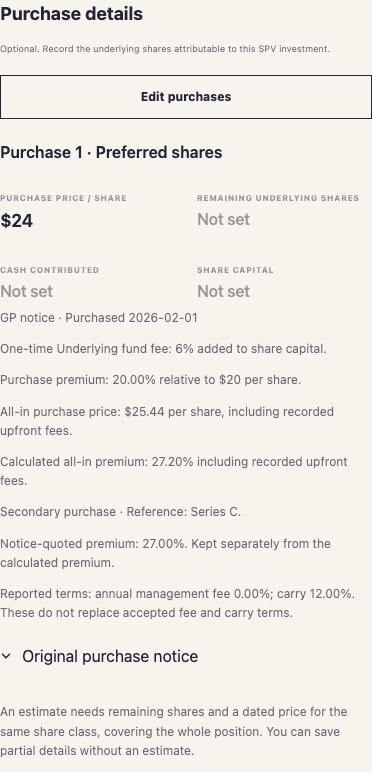 Purchase details
Optional. Record the underlying shares attributable to this SPV investment.
Edit purchases
Purchase 1 · Preferred shares
PURCHASE PRICE / SHARE
$24
REMAINING UNDERLYING SHARES
Not set
CASH CONTRIBUTED
Not set
SHARE CAPITAL
Not set
GP notice · Purchased 2026-02-01
One-time Underlying fund fee: 6% added to share capital.
Purchase premium: 20.00% relative to $20 per share.
All-in purchase price: $25.44 per share, including recorded
upfront fees.
Calculated all-in premium: 27.20% including recorded upfront
fees.
Secondary purchase · Reference: Series C.
Notice-quoted premium: 27.00%. Kept separately from the
calculated premium.
Reported terms: annual management fee 0.00%; carry 12.00%.
These do not replace accepted fee and carry terms.
Original purchase notice
An estimate needs remaining shares and a dated price for the
same share class, covering the whole position. You can save
partial details without an estimate.